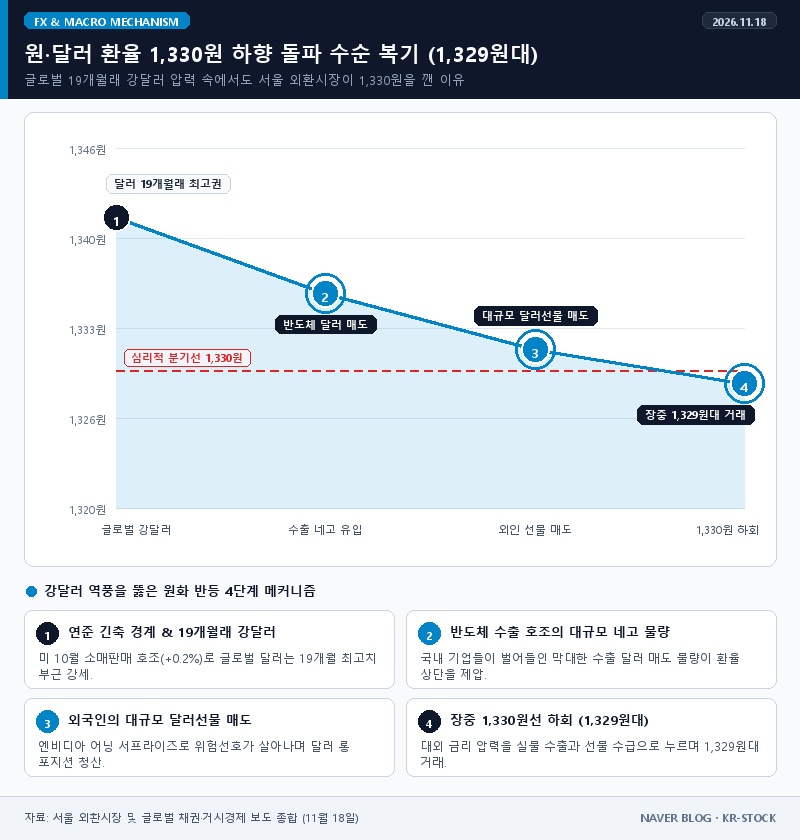 FX & MACRO MECHANISM
2026.11.18
원·달러 환율 1,330원 하향 돌파 수순 복기 (1,329원대)
글로벌 19개월래 강달러 압력 속에서도 서울 외환시장이 1,330원을 깬 이유
1,346원
달러 19개월래 최고권
1
1,340원
2
반도체 달러 매도
대규모 달러선물 매도
1,333원
3
심리적 분기선 1,330원
4
장중 1,329원대 거래
1,326원
1,320원
글로벌 강달러
수출 네고 유입
외인 선물 매도
1,330원 하회
강달러 역풍을 뚫은 원화 반등 4단계 메커니즘
1 연준 긴축 경계 & 19개월래 강달러
미 10월 소매판매 호조(+0.2%)로 글로벌 달러는 19개월 최고치
부근 강세.
2 반도체 수출 호조의 대규모 네고 물량
국내 기업들이 벌어들인 막대한 수출 달러 매도 물량이 환율
상단을 제압.
3 외국인의 대규모 달러선물 매도
엔비디아 어닝 서프라이즈로 위험선호가 살아나며 달러 롱
포지션 청산.
4 장중 1,330원선 하회 (1,329원대)
대외 금리 압력을 실물 수출과 선물 수급으로 누르며 1,329원대
거래.
자료: 서울 외환시장 및 글로벌 채권·거시경제 보도 종합 (11월 18일)
NAVER BLOG · KR-STOCK